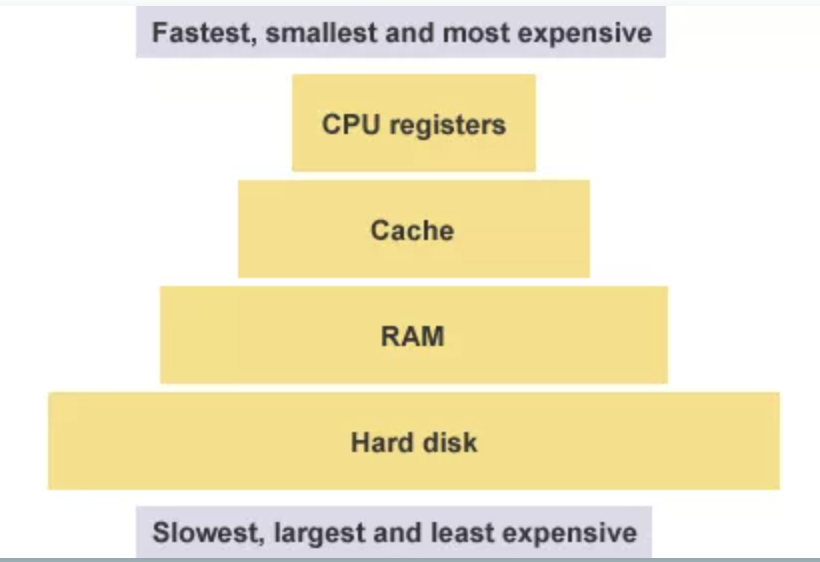 Fastest, smallest and most expensive
CPU registers
Cache
RAM
Hard disk
Slowest, largest and least expensive